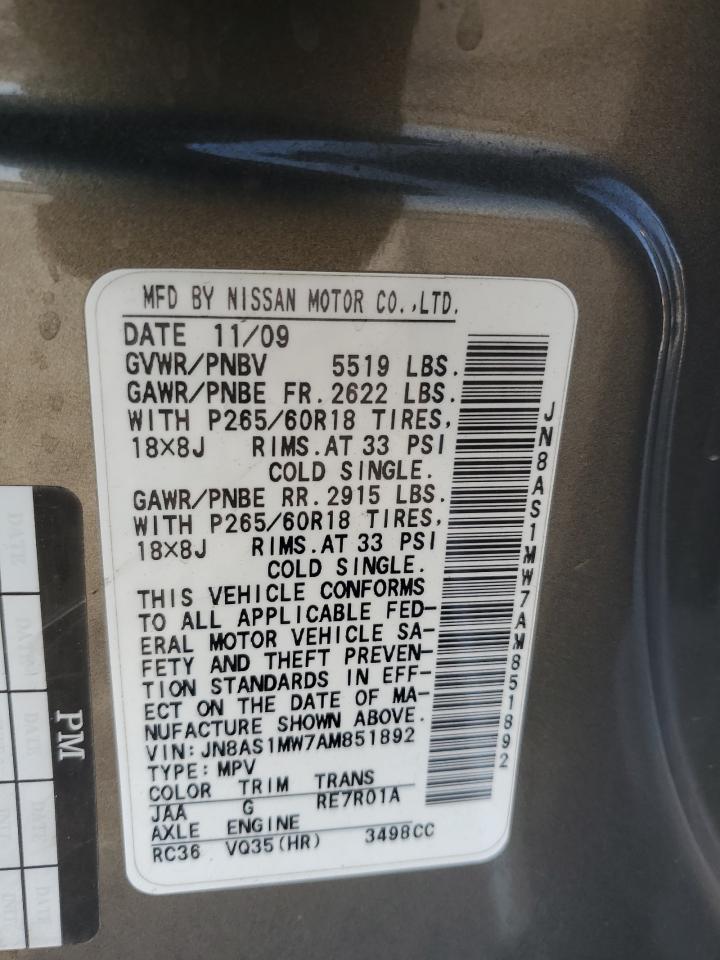 MFD BY NISSAN MOTOR CO.,LTD.
DATE 11/09
GVWR/PNBV 5519 LBS.
GAWR/PNBE FR.2622 LBS.
WITH P265/60R18 TIRES,
18×8J RIMS.AT 33 PSI
COLD SINGLE.
GAWR/PNBE RR.2915 LBS.
WITH P265/60R18 TIRES,
18×8J RIMS.AT 33 PSI
COLD SINGLE.
THIS VEHICLE CONFORMS
TO ALL APPLICABLE FED-
ERAL MOTOR VEHICLE SA-
FETY AND THEFT PREVEN-
TION STANDARDS IN EFF-
ECT ON THE DATE OF MA-
NUFACTURE SHOWN ABOVE.
VIN:JN8AS1MW7AM851892
TYPE:MPV
COLOR TRIM TRANS
JAA G RE7R01A
AXLE ENGINE
RC36 VQ35(HR) 3498CC
JN8AS1MW7AM851892
PM
DATE
DATE
DATE
DATE